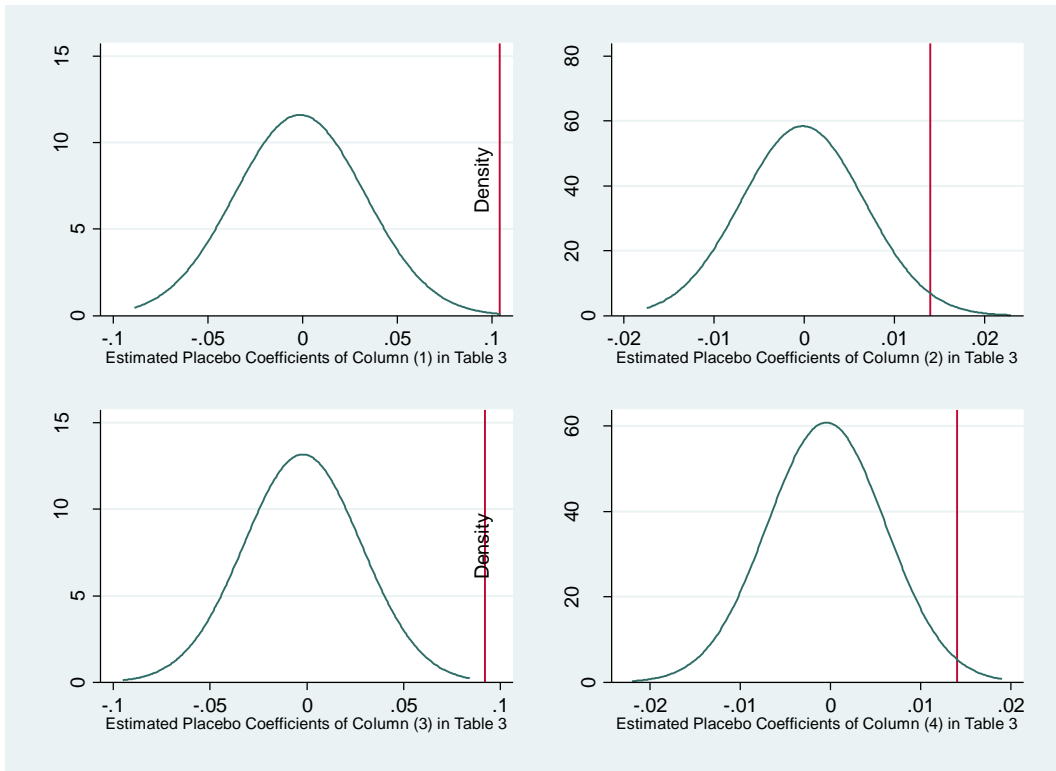 15
10
5
0
Density
-.1 -.05 0 .05 .1
Estimated Placebo Coefficients of Column (1) in Table 3
80
60
40
20
0
-.02 -.01 0 .01 .02
Estimated Placebo Coefficients of Column (2) in Table 3
15
10
5
0
Density
-.1 -.05 0 .05 .1
Estimated Placebo Coefficients of Column (3) in Table 3
60
40
20
0
-.02 -.01 0 .01 .02
Estimated Placebo Coefficients of Column (4) in Table 3